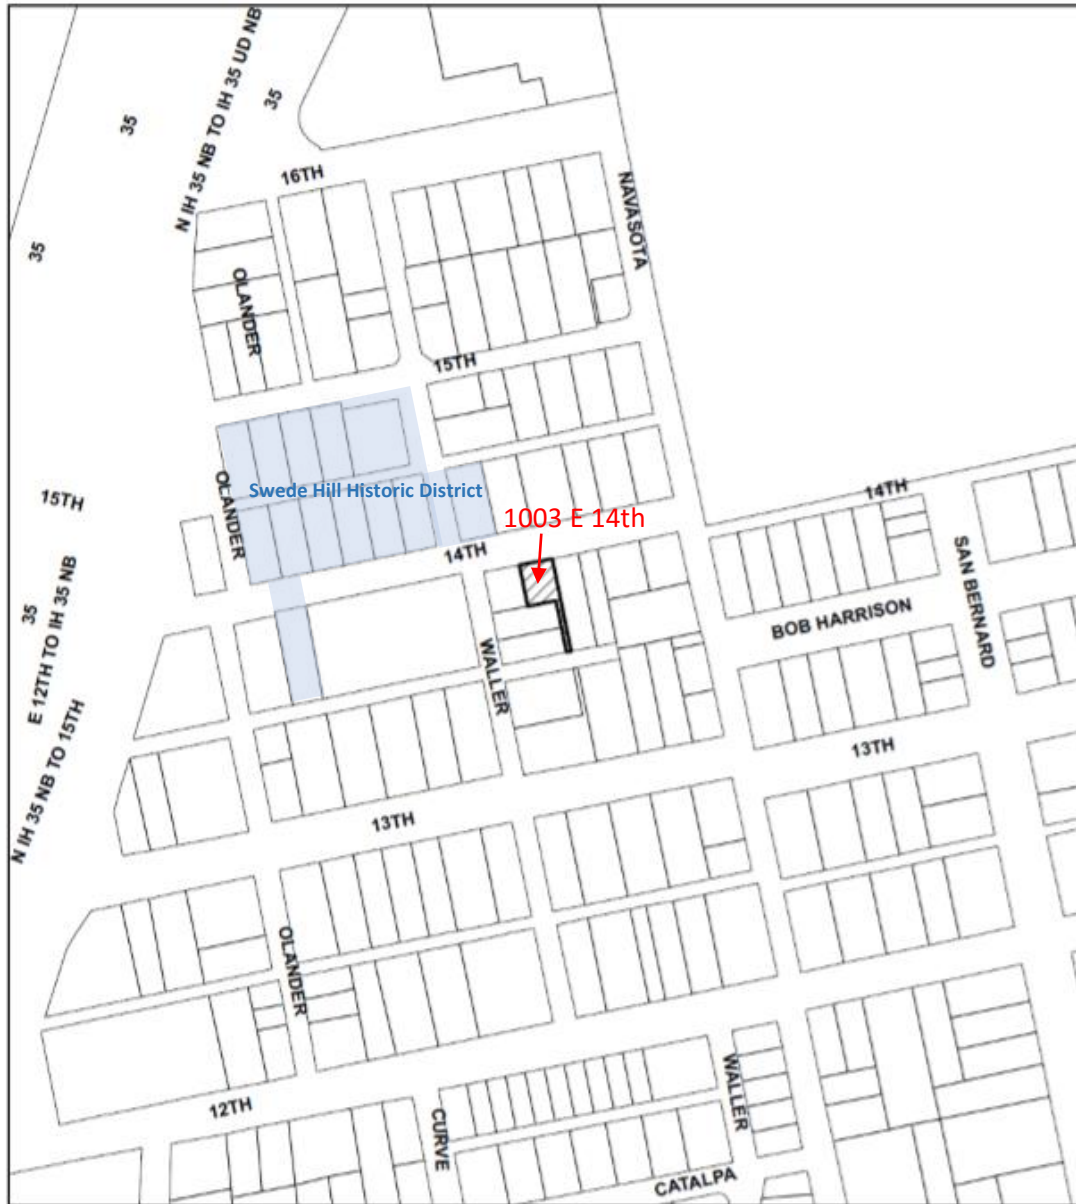 N IH 35 NB TO IH 35 UD NB
35
35
35
16TH
NAVASOTA
OLANDER
15TH
15TH
OLANDER
Swede Hill Historic District
1003 E 14th
14TH
14TH
35
E 12TH TO IH 35 NB
N IH 35 NB TO 15TH
WALLER
BOB HARRISON
SAN BERNARD
13TH
13TH
OLANDER
12TH
CURVE
WALLER
CATALPA